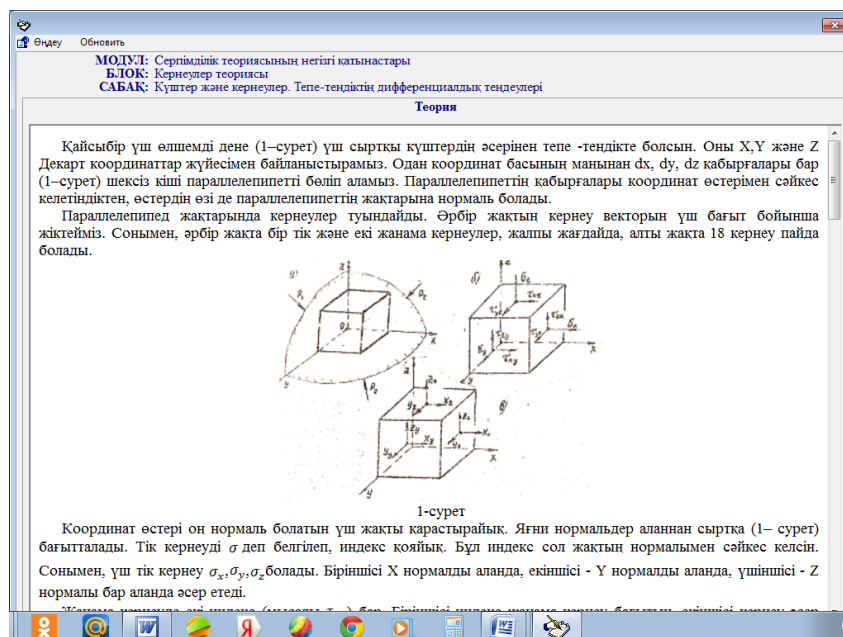 Өңдеу Обновить
МОДУЛ: Серпімділік теориясының негізгі қатынастары
БЛОК: Кернеулер теориясы
САБАҚ: Күштер және кернеулер. Тепе-теңдіктің дифференциалдық теңдеулері
Теория
Қайсыбір үш өлшемді дене (1–сурет) үш сыртқы күштердің әсерінен тепе -теңдікте болсын. Оны X,Y және Z
Декарт координаттар жүйесімен байланыстырамыз. Одан координат басының маңынан dx, dy, dz қабырғалары бар
(1–сурет) шексіз кіші параллелепипетті бөліп аламыз. Параллелепипеттің қабырғалары координат өстерімен сәйкес
келетіндіктен, өстердің өзі де параллелепипеттің жақтарына нормаль болады.
Параллелепипед жақтарында кернеулер туындайды. Әрбір жақтың кернеу векторын үш бағыт бойынша
жіктейміз. Сонымен, әрбір жақта бір тік және екі жанама кернеулер, жалпы жағдайда, алты жақта 18 кернеу пайда
болады.
1-сурет
Координат өстері оң нормаль болатын үш жақты қарастырайық. Яғни нормальдер алаңнан сыртқа (1– сурет)
бағытталады. Тік кернеуді σ деп белгілеп, индекс қояйық. Бұл индекс сол жақтың нормалымен сәйкес келсін.
Сонымен, үш тік кернеу σx,σy,σzболады. Біріншісі X нормалды аланда, екіншісі - Y нормалды аланда, үшіншісі - Z
нормалы бар аланда әсер етеді.